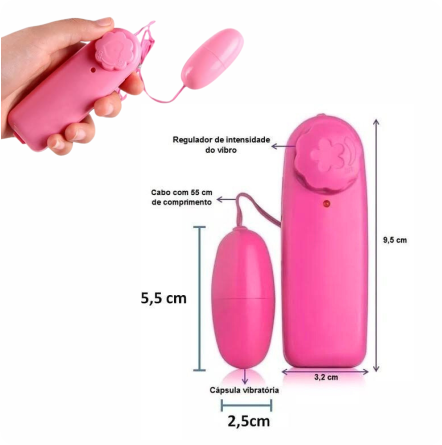 Regulador de intensidade
do vibro
Cabo com 55 cm
de comprimento
9,5 cm
5,5 cm
3,2 cm
Cápsula vibratória
2,5cm